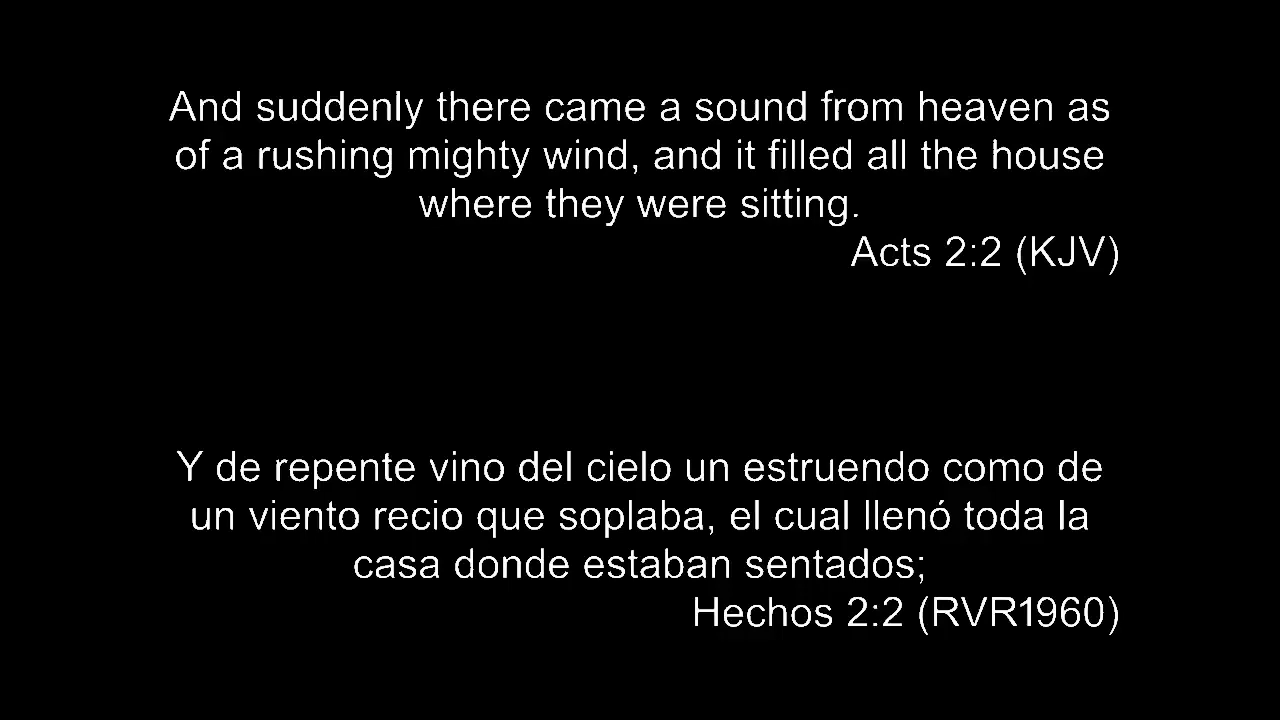 And suddenly there came a sound from heaven as
of a rushing mighty wind, and it filled all the house
where they were sitting.
Acts 2:2 (KJV)
Y de repente vino del cielo un estruendo como de
un viento recio que soplaba, el cual llenó toda la
casa donde estaban sentados;
Hechos 2:2 (RVR1960)